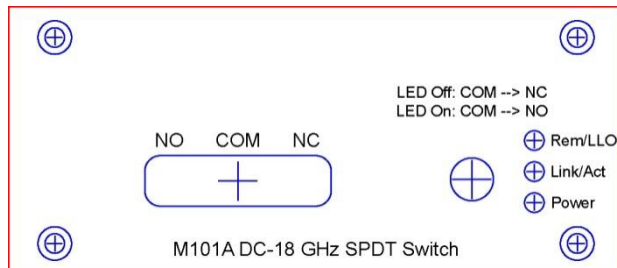 LED Off: COM --> NC
LED On: COM --> NO
NO COM NC
Rem/LLO
Link/Act
Power
M101A DC-18 GHz SPDT Switch